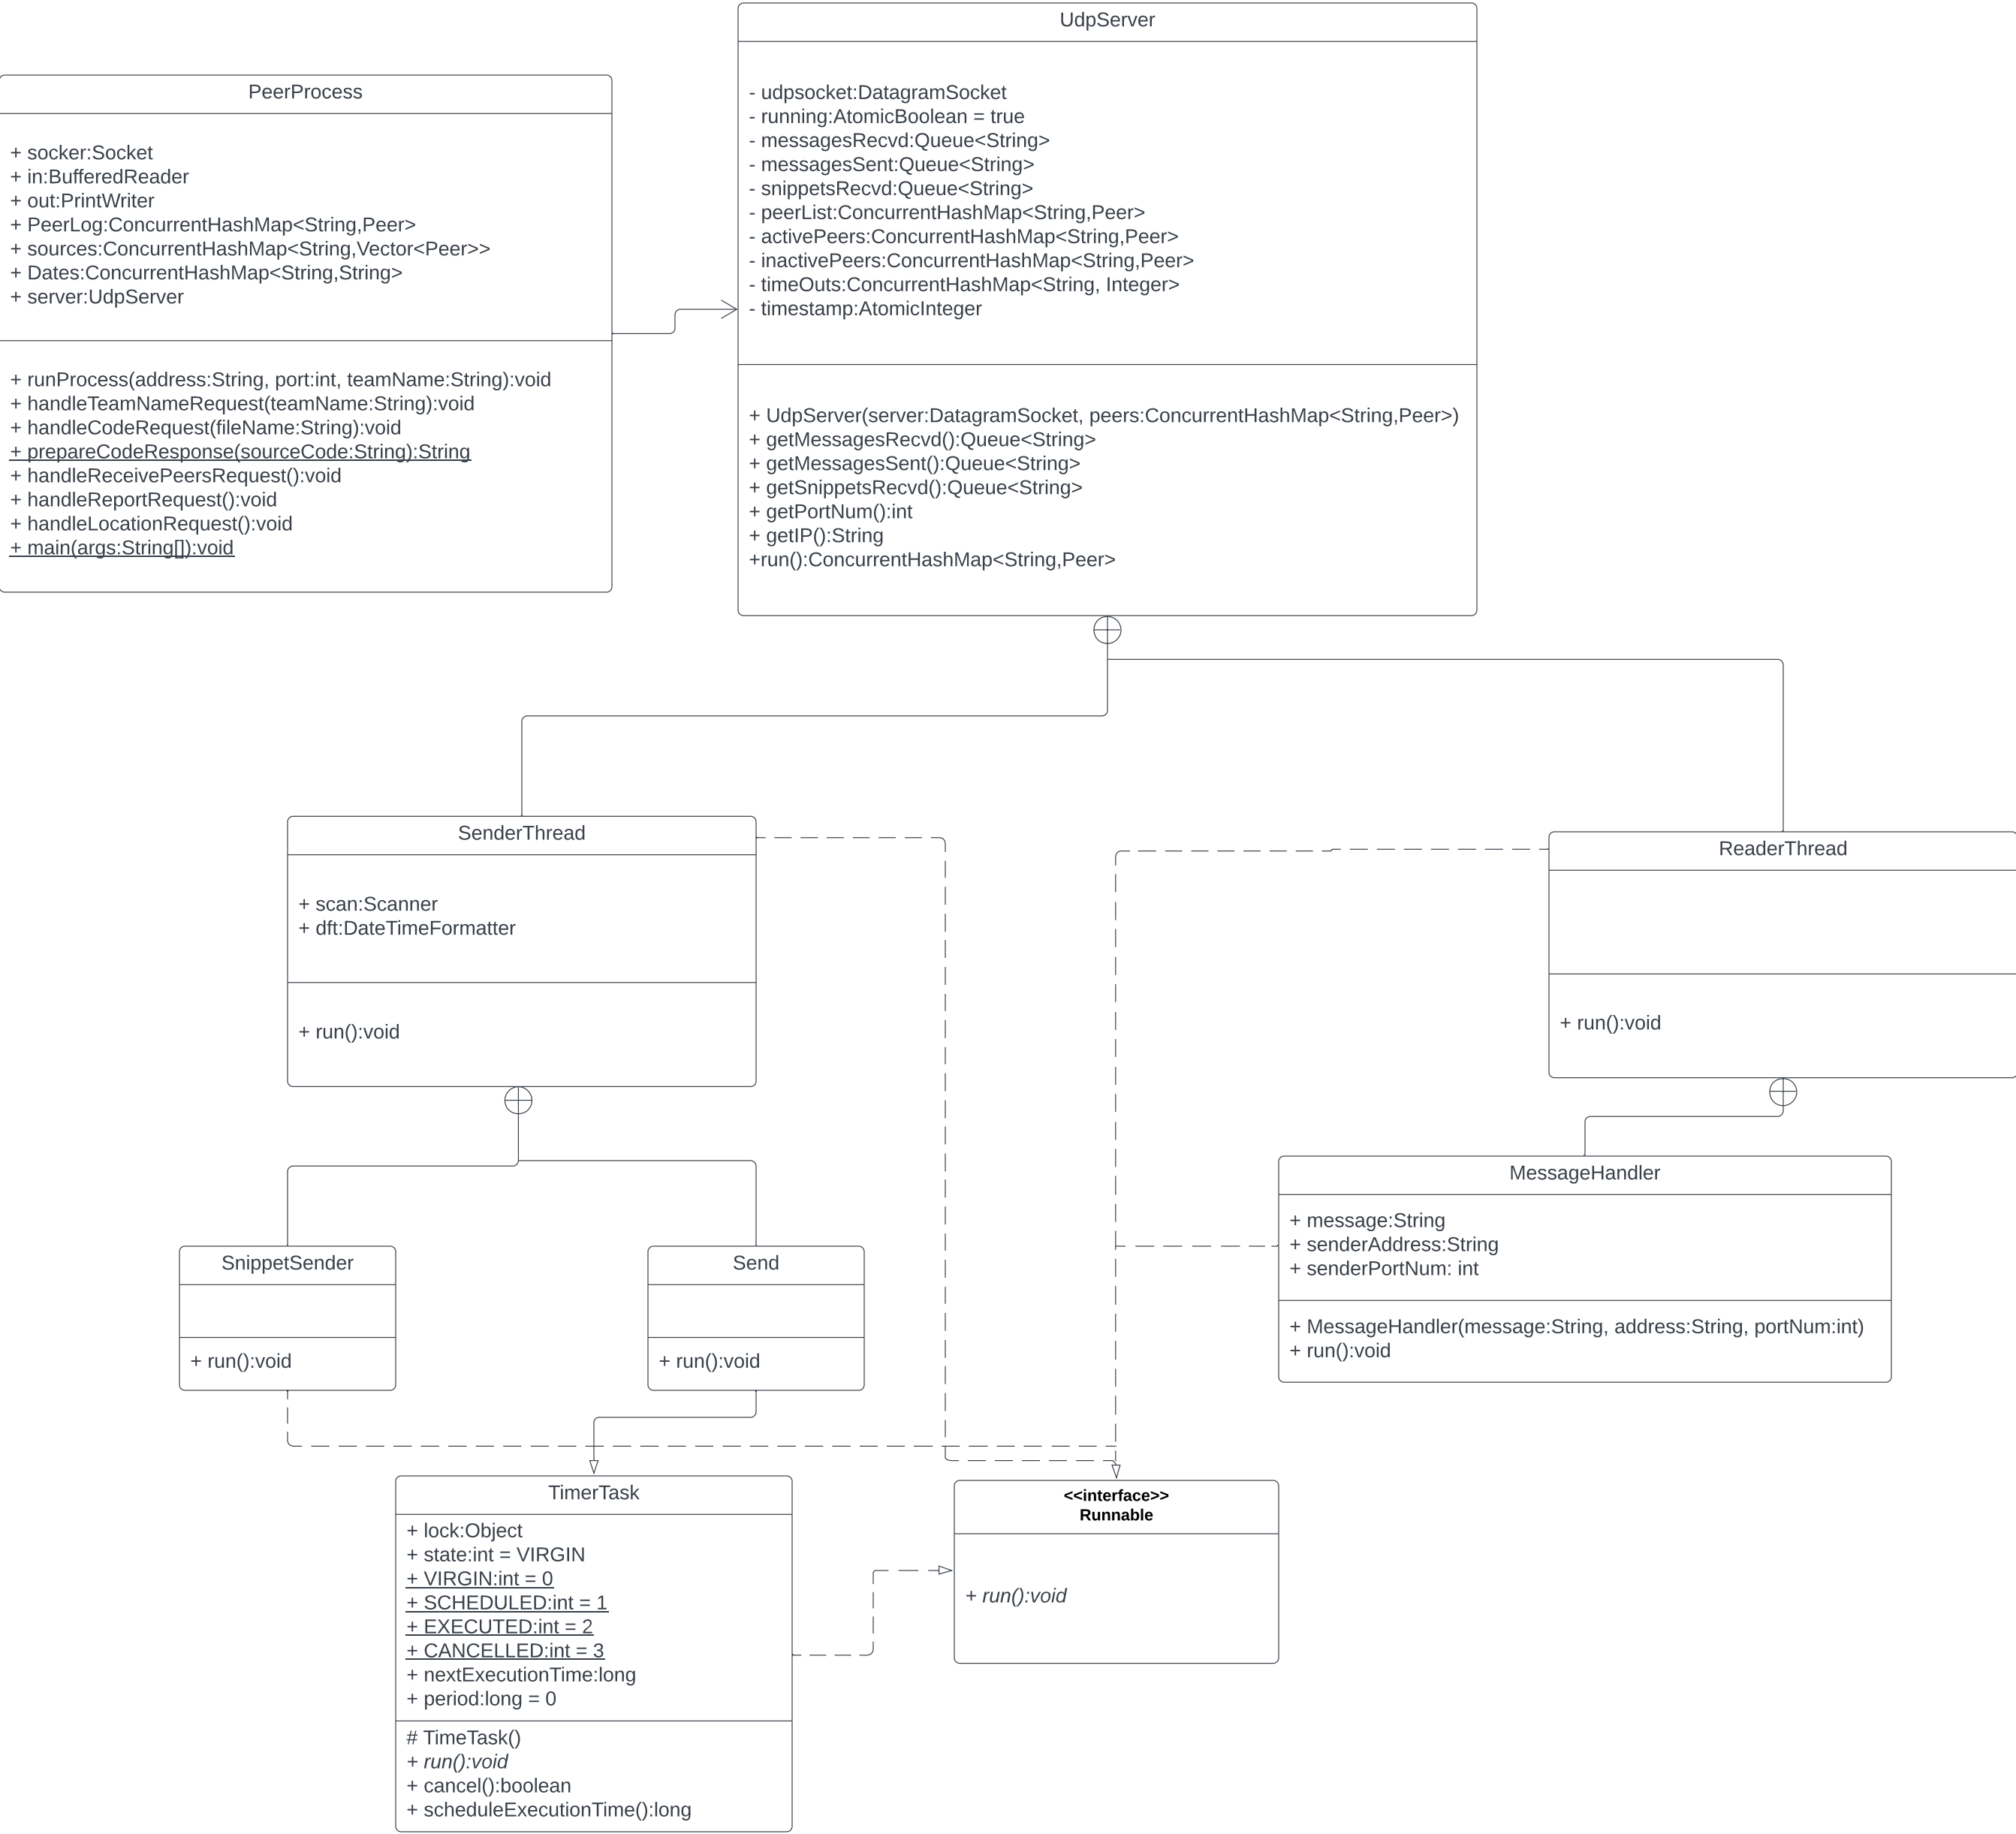 UdpServer
- udpsocket:DatagramSocket
- running:AtomicBoolean = true
- messagesRecvd:Queue<String>
- messagesSent:Queue<String>
- snippetsRecvd:Queue<String>
- peerList:ConcurrentHashMap<String,Peer>
- activePeers:ConcurrentHashMap<String,Peer>
- inactivePeers:ConcurrentHashMap<String,Peer>
- timeOuts:ConcurrentHashMap<String, Integer>
- timestamp:AtomicInteger
+ UdpServer(server:DatagramSocket, peers:ConcurrentHashMap<String,Peer>)
+ getMessagesRecvd():Queue<String>
+ getMessagesSent():Queue<String>
+ getSnippetsRecvd():Queue<String>
+ getPortNum():int
+ getIP():String
+run():ConcurrentHashMap<String,Peer>
PeerProcess
+ socker:Socket
+ in:BufferedReader
+ out:PrintWriter
+ PeerLog:ConcurrentHashMap<String,Peer>
+ sources:ConcurrentHashMap<String,Vector<Peer>>
+ Dates:ConcurrentHashMap<String,String>
+ server:UdpServer
+ runProcess(address:String, port:int, teamName:String):void
+ handleTeamNameRequest(teamName:String):void
+ handleCodeRequest(fileName:String):void
+ prepareCodeResponse(sourceCode:String):String
+ handleReceivePeersRequest():void
+ handleReportRequest():void
+ handleLocationRequest():void
+ main(args:String[]):void
SenderThread
+ scan:Scanner
+ dft:DateTimeFormatter
+ run():void
ReaderThread
+ run():void
MessageHandler
+ message:String
+ senderAddress:String
+ senderPortNum: int
+ MessageHandler(message:String, address:String, portNum:int)
+ run():void
SnippetSender
+ run():void
Send
+ run():void
TimerTask
+ lock:Object
+ state:int = VIRGIN
+ VIRGIN:int = 0
+ SCHEDULED:int = 1
+ EXECUTED:int = 2
+ CANCELLED:int = 3
+ nextExecutionTime:long
+ period:long = 0
# TimeTask()
+ run():void
+ cancel():boolean
+ scheduleExecutionTime():long
<<interface>>
Runnable
+ run():void